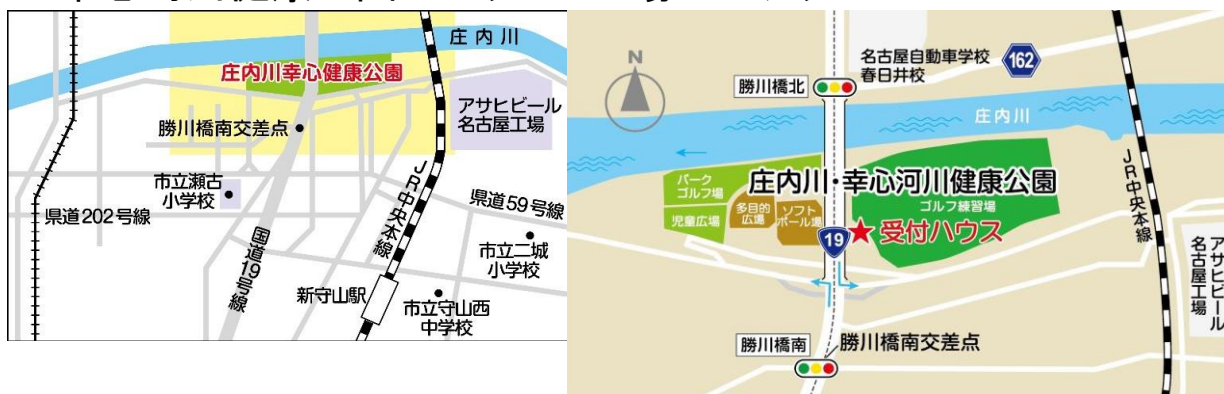 庄内川
庄内川幸心健康公園
アサヒビール
名古屋工場
勝川橋南交差点
市立瀬古
小学校
県道202号線
国道19号線
JR中央本線
県道59号線
市立二城
小学校
新守山駅
市立守山西
中学校
N
名古屋自動車学校
春日井校
162
勝川橋北
庄内川
パーク
ゴルフ場
児童広場
多目的
広場
ソフト
ボール場
庄内川・幸心河川健康公園
ゴルフ練習場
19
★受付ハウス
JR中央本線
アサヒビール
名古屋工場
勝川橋南
勝川橋南交差点